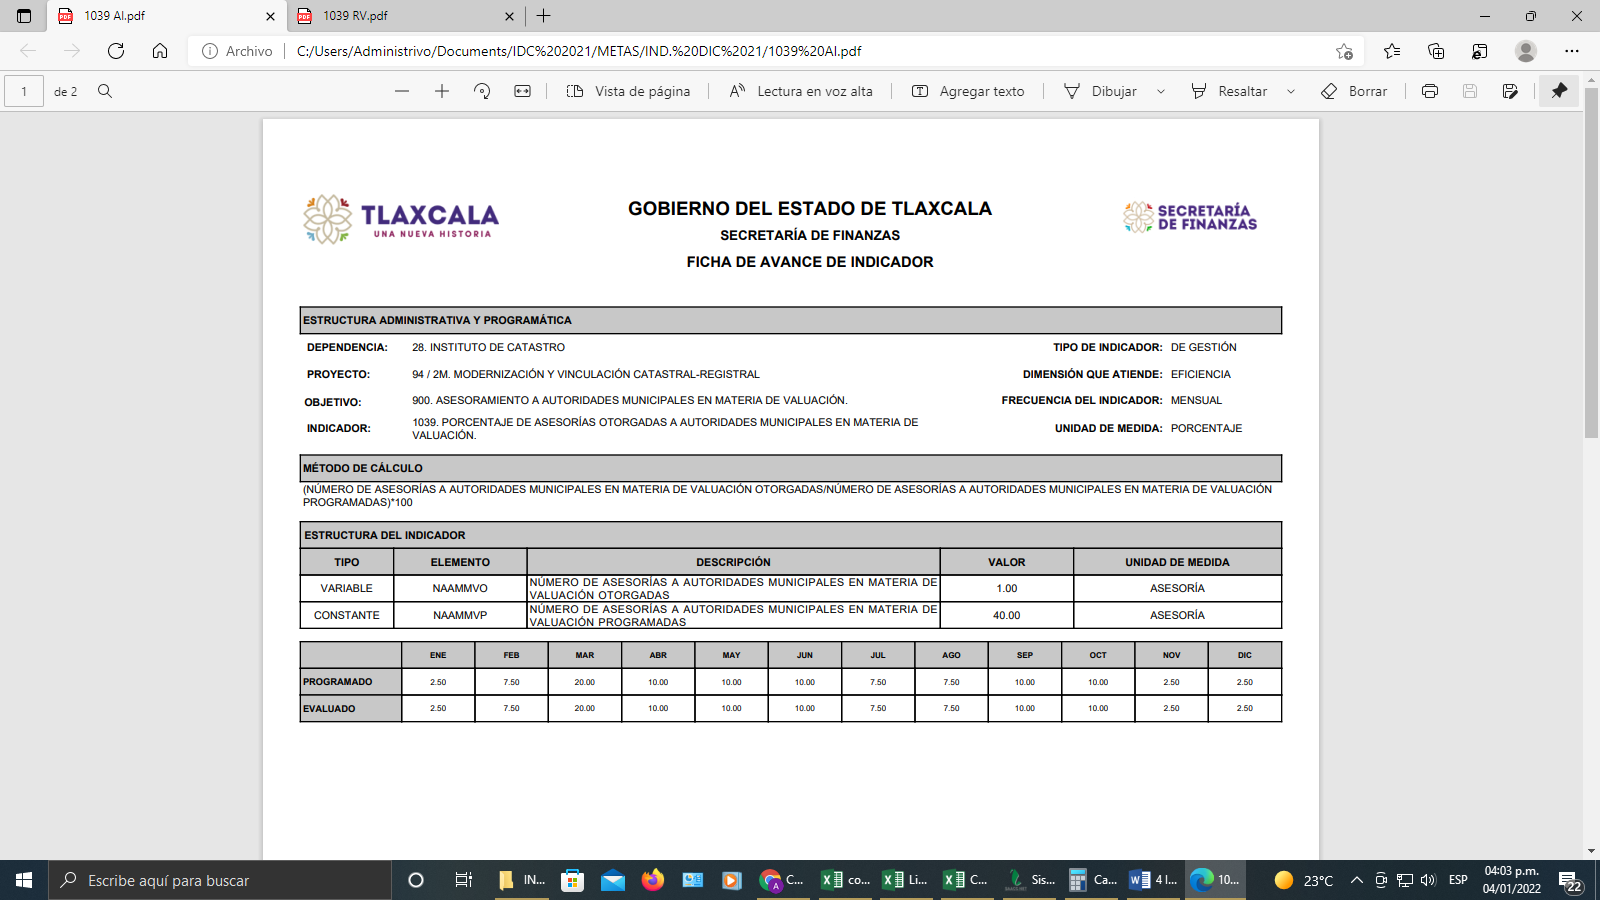 1039 AI.pdf
1039 RV.pdf
Archivo
C:/Users/Administrivo/Documents/IDC%202021/METAS/IND.%20DIC%2021/1039%20AI.pdf
1 de 2
Vista de página
Lectura en voz alta
Agregar texto
Dibujar
Resaltar
Borrar
TLAXCALA
UNA NUEVA HISTORIA
GOBIERNO DEL ESTADO DE TLAXCALA
SECRETARÍA DE FINANZAS
FICHA DE AVANCE DE INDICADOR
SECRETARÍA
DE FINANZAS
ESTRUCTURA ADMINISTRATIVA Y PROGRAMÁTICA
DEPENDENCIA: 28. INSTITUTO DE CATASTRO TIPO DE INDICADOR: DE GESTIÓN
PROYECTO: 94 / 2M. MODERNIZACIÓN Y VINCULACIÓN CATASTRAL-REGISTRAL DIMENSIÓN QUE ATIENDE: EFICIENCIA
OBJETIVO: 900. ASESORAMIENTO A AUTORIDADES MUNICIPALES EN MATERIA DE VALUACIÓN. FRECUENCIA DEL INDICADOR: MENSUAL
INDICADOR: 1039. PORCENTAJE DE ASESORÍAS OTORGADAS A AUTORIDADES MUNICIPALES EN MATERIA DE
VALUACIÓN.
UNIDAD DE MEDIDA: PORCENTAJE
MÉTODO DE CÁLCULO
(NÚMERO DE ASESORÍAS A AUTORIDADES MUNICIPALES EN MATERIA DE VALUACIÓN OTORGADAS/NÚMERO DE ASESORÍAS A AUTORIDADES MUNICIPALES EN MATERIA DE VALUACIÓN
PROGRAMADAS)*100
ESTRUCTURA DEL INDICADOR
TIPO ELEMENTO DESCRIPCIÓN VALOR UNIDAD DE MEDIDA
VARIABLE NAAMMVO NÚMERO DE ASESORÍAS A AUTORIDADES MUNICIPALES EN MATERIA DE
VALUACIÓN OTORGADAS
1.00 ASESORÍA
CONSTANTE NAAMMVP NÚMERO DE ASESORÍAS A AUTORIDADES MUNICIPALES EN MATERIA DE
VALUACIÓN PROGRAMADAS
40.00 ASESORÍA
ENE FEB MAR ABR MAY JUN JUL AGO SEP OCT NOV DIC
PROGRAMADO 2.50 7.50 20.00 10.00 10.00 10.00 7.50 7.50 10.00 10.00 2.50 2.50
EVALUADO 2.50 7.50 20.00 10.00 10.00 10.00 7.50 7.50 10.00 10.00 2.50 2.50
Escribe aquí para buscar
IN...
C...
co...
Li...
C...
Sis...
Ca...
4 I...
10...
23°C
ESP
04:03 p.m.
04/01/2022
22